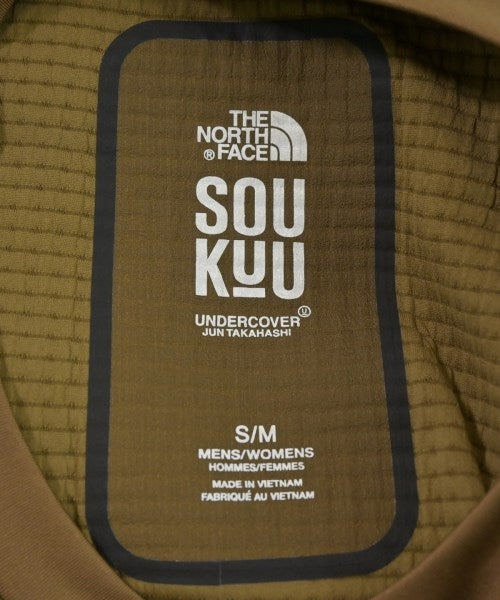 THE
NORTH
® FACE
SOU
KUU
UNDERCOVER Ⓤ
JUN TAKAHASHI
S/M
MENS/WOMENS
HOMMES/FEMMES
MADE IN VIETNAM
FABRIQUÉ AU VIETNAM